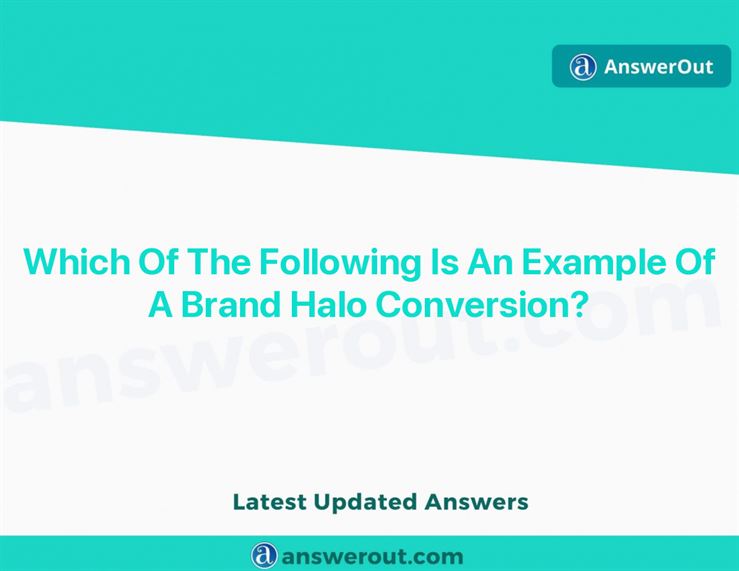 AnswerOut
Which Of The Following Is An Example Of
A Brand Halo Conversion?
answerout.com
Latest Updated Answers
answerout.com